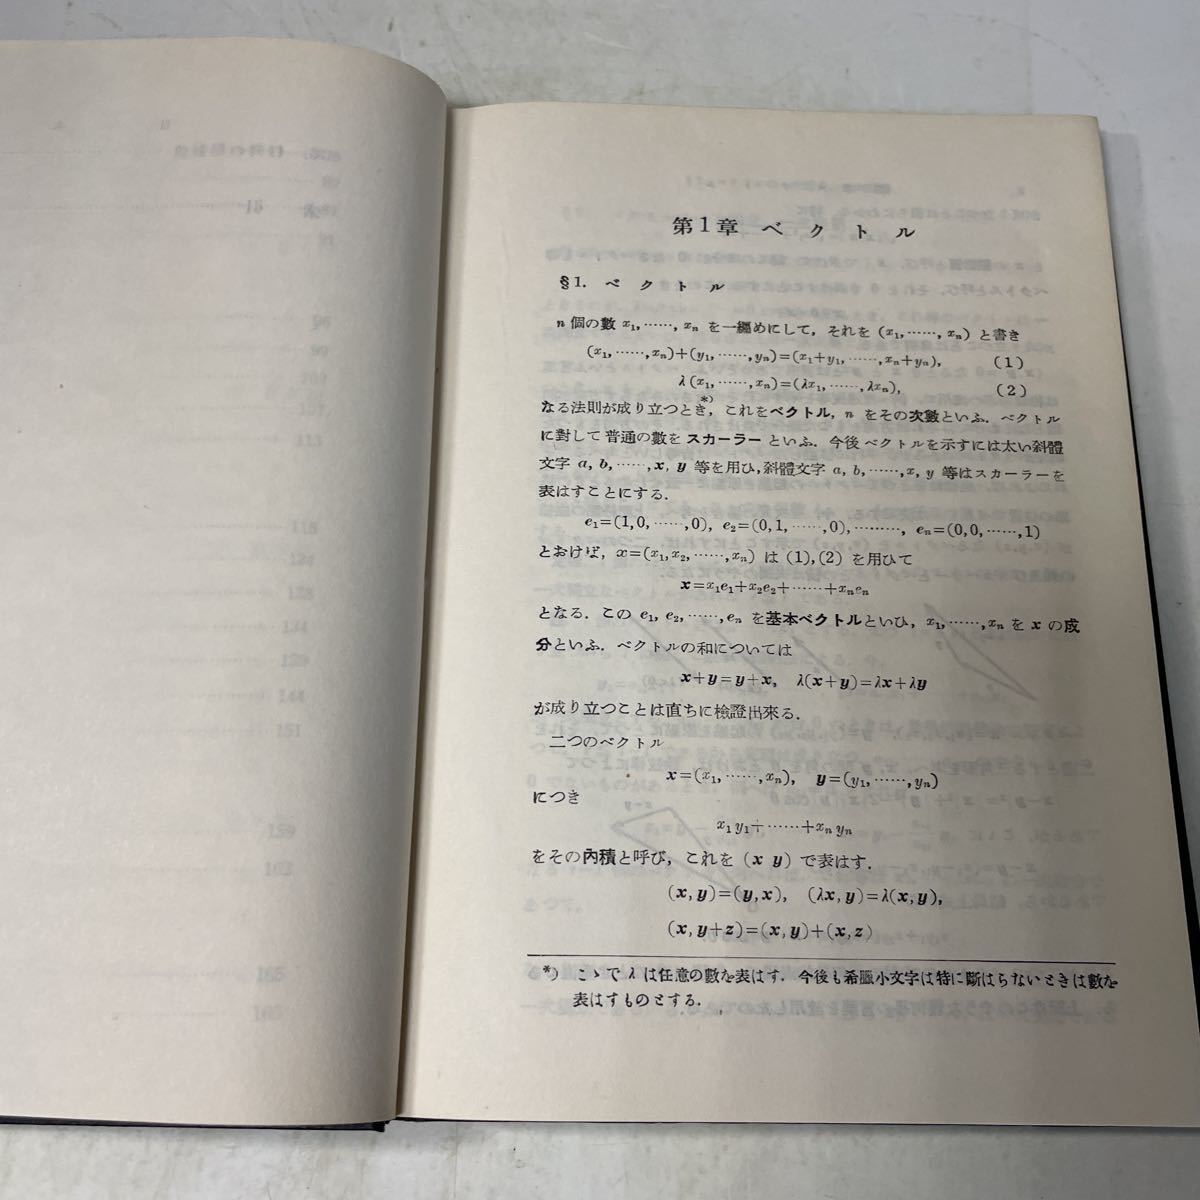 第1章 ベクトル
§1. ベクトル
n 個の數 x₁,……, xₙ を一纒めにして, それを (x₁,……, xₙ) と書き
(x₁,……, xₙ)+(y₁,……, yₙ)=(x₁+y₁,……, xₙ+yₙ), (1)
λ(x₁,……, xₙ)=(λx₁,……, λxₙ), (2)
なる法則が成り立つとき*⁾, これをベクトル, n をその次數といふ. ベクトル
に對して普通の數をスカーラーといふ. 今後ベクトルを示すには太い斜體
文字 a, b,……, x, y 等を用ひ, 斜體文字 a, b,……, x, y 等はスカーラーを
表はすことにする.
e₁=(1,0,……,0), e₂=(0,1,……,0),………, eₙ=(0,0,……,1)
とおけば, x=(x₁,x₂,……,xₙ) は (1),(2) を用ひて
x=x₁e₁+x₂e₂+……+xₙeₙ
となる. この e₁, e₂,……, eₙ を基本ベクトルといひ, x₁,……, xₙ を x の成
分といふ. ベクトルの和については
x+y=y+x, λ(x+y)=λx+λy
が成り立つことは直ちに檢證出來る.
二つのベクトル
x=(x₁,……, xₙ), y=(y₁,……, yₙ)
につき
x₁y₁+……+xₙyₙ
をその內積と呼び, これを (x y) で表はす.
(x, y)=(y, x), (λx, y)=λ(x, y),
(x, y+z)=(x, y)+(x, z)
*) こゝで λ は任意の數を表はす. 今後も希臘小文字は特に斷はらないときは數を
表はすものとする.